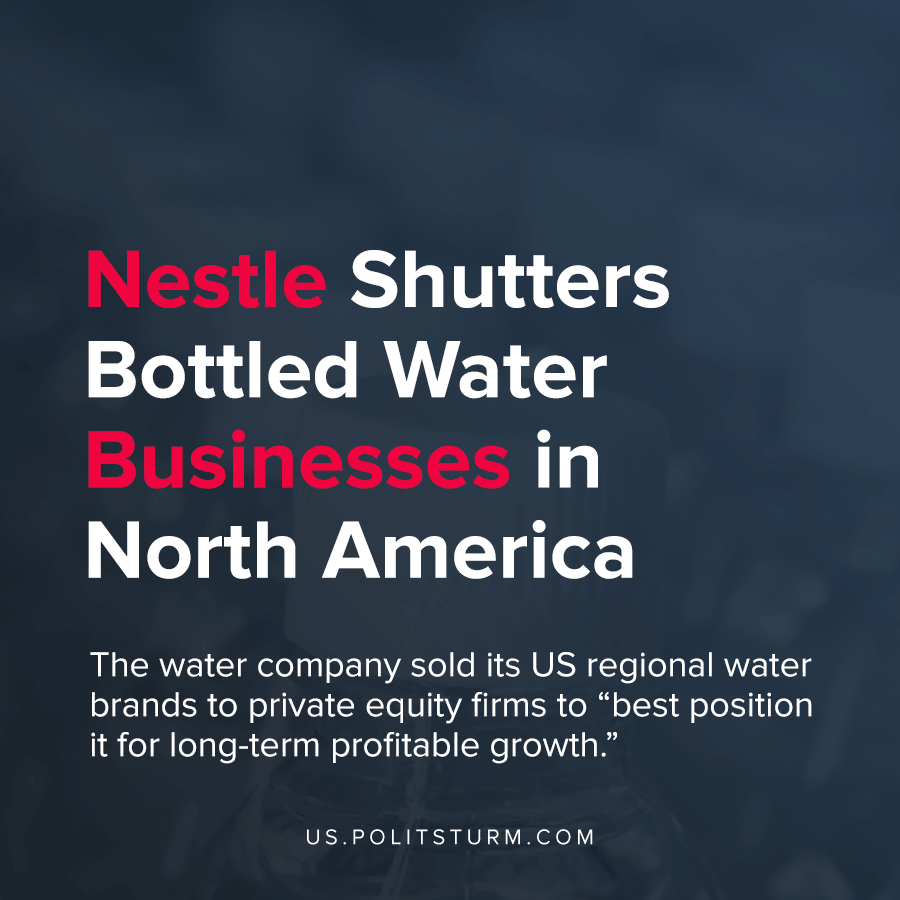 Nestle Shutters
Bottled Water
Businesses in
North America
The water company sold its US regional water
brands to private equity firms to “best position
it for long-term profitable growth.”
US.POLITSTURM.COM